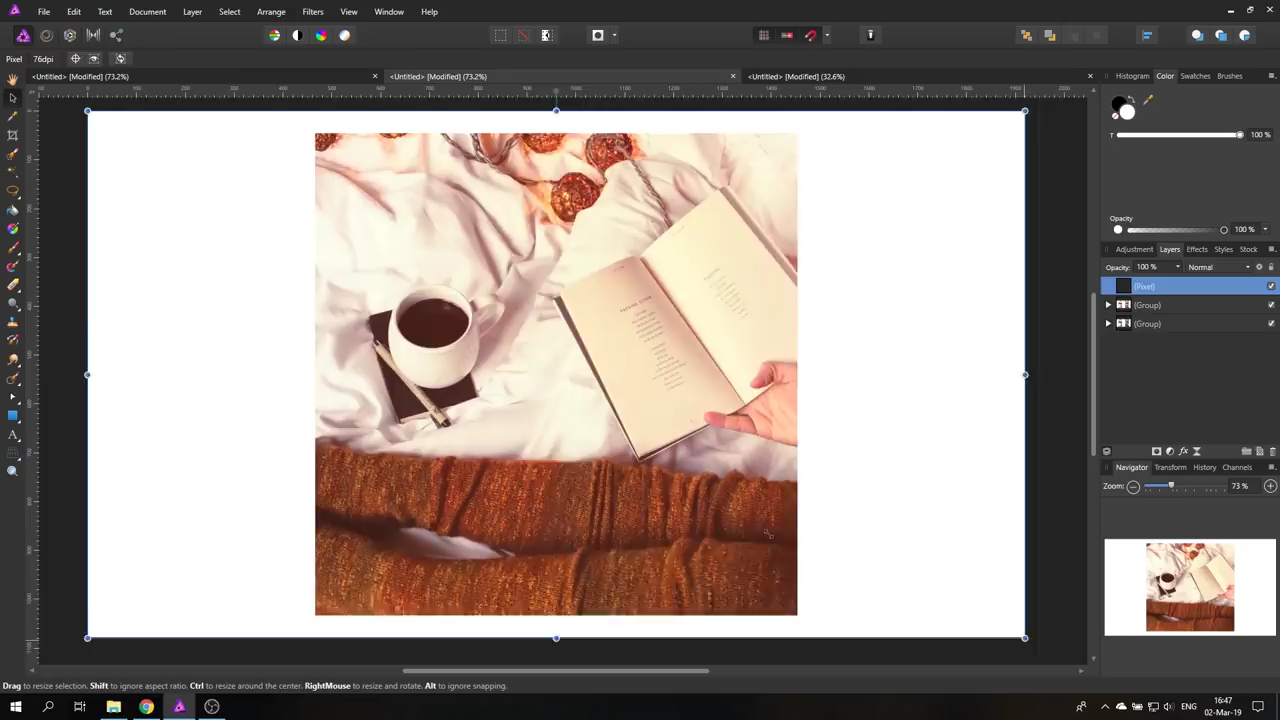 File Edit Text Document Layer Select Arrange Filters View Window Help
Pixel 76dpi
<Untitled> [Modified] (73.2%) <Untitled> [Modified] (73.2%) <Untitled> [Modified] (32.6%)
Histogram Color Swatches Brushes
T 100 %
Opacity
100 %
Adjustment Layers Effects Styles Stock
Opacity: 100 % Normal
(Pixel)
(Group)
(Group)
Navigator Transform History Channels
Zoom: 73 %
Drag to resize selection. Shift to ignore aspect ratio. Ctrl to resize around the center. RightMouse to resize and rotate. Alt to ignore snapping.
16:47
02-Mar-19